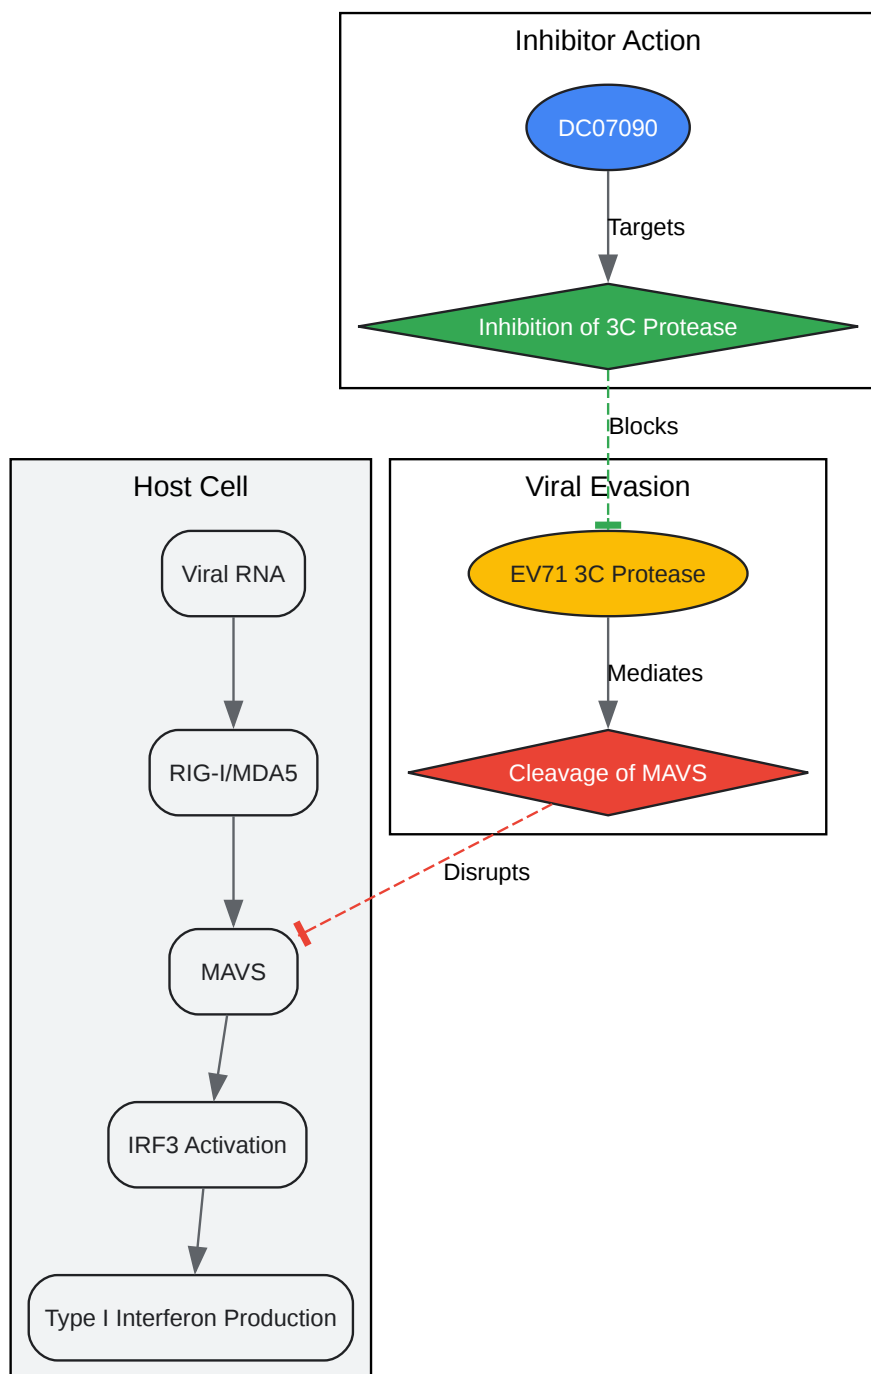 Inhibitor Action
DC07090
Targets
Inhibition of 3C Protease
Blocks
Host Cell
Viral RNA
RIG-I/MDA5
MAVS
IRF3 Activation
Type I Interferon Production
Viral Evasion
EV71 3C Protease
Mediates
Cleavage of MAVS
Disrupts